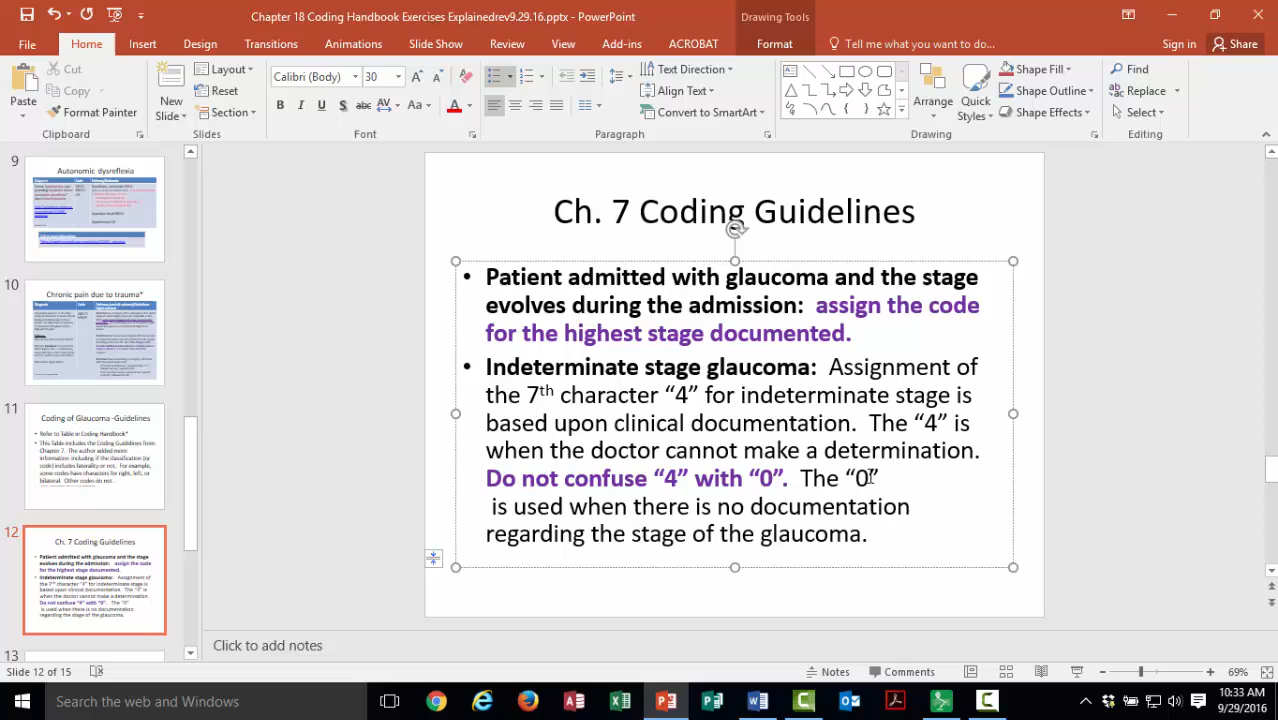 Chapter 18 Coding Handbook Exercises Explainedrev9.29.16.pptx - PowerPoint
Drawing Tools
File Home Insert Design Transitions Animations Slide Show Review View Add-ins ACROBAT Format Tell me what you want to do... Sign in Share
Paste
Cut
Copy
Format Painter
Clipboard
New Slide
Layout
Reset
Section
Slides
Calibri (Body) 30
B I U S abc AV Aa A
Font
Paragraph
Text Direction
Align Text
Convert to SmartArt
Arrange
Quick Styles
Shape Fill
Shape Outline
Shape Effects
Drawing
Find
Replace
Select
Editing
9
Autonomic dysreflexia
10
Chronic pain due to trauma*
11
Coding of Glaucoma -Guidelines
Refer to Table in Coding Handbook*
This Table includes the Coding Guidelines from
Chapter 7. The author added more
information including if the classification (or
code) includes laterality or not. For example,
some codes have characters for right, left, or
bilateral. Other codes do not.
12
Ch. 7 Coding Guidelines
Patient admitted with glaucoma and the stage
evolves during the admission: assign the code
for the highest stage documented.
Indeterminate stage glaucoma: Assignment of
the 7th character "4" for indeterminate stage is
based upon clinical documentation. The "4" is
when the doctor cannot make a determination.
Do not confuse "4" with "0". The "0"
is used when there is no documentation
regarding the stage of the glaucoma.
13
Ch. 7 Coding Guidelines
• Patient admitted with glaucoma and the stage
evolves during the admission: assign the code
for the highest stage documented.
• Indeterminate stage glaucoma: Assignment of
the 7th character “4” for indeterminate stage is
based upon clinical documentation. The “4” is
when the doctor cannot make a determination.
Do not confuse “4” with “0”. The “0”
is used when there is no documentation
regarding the stage of the glaucoma.
Click to add notes
Slide 12 of 15
Notes
Comments
69%
Search the web and Windows
10:33 AM
9/29/2016